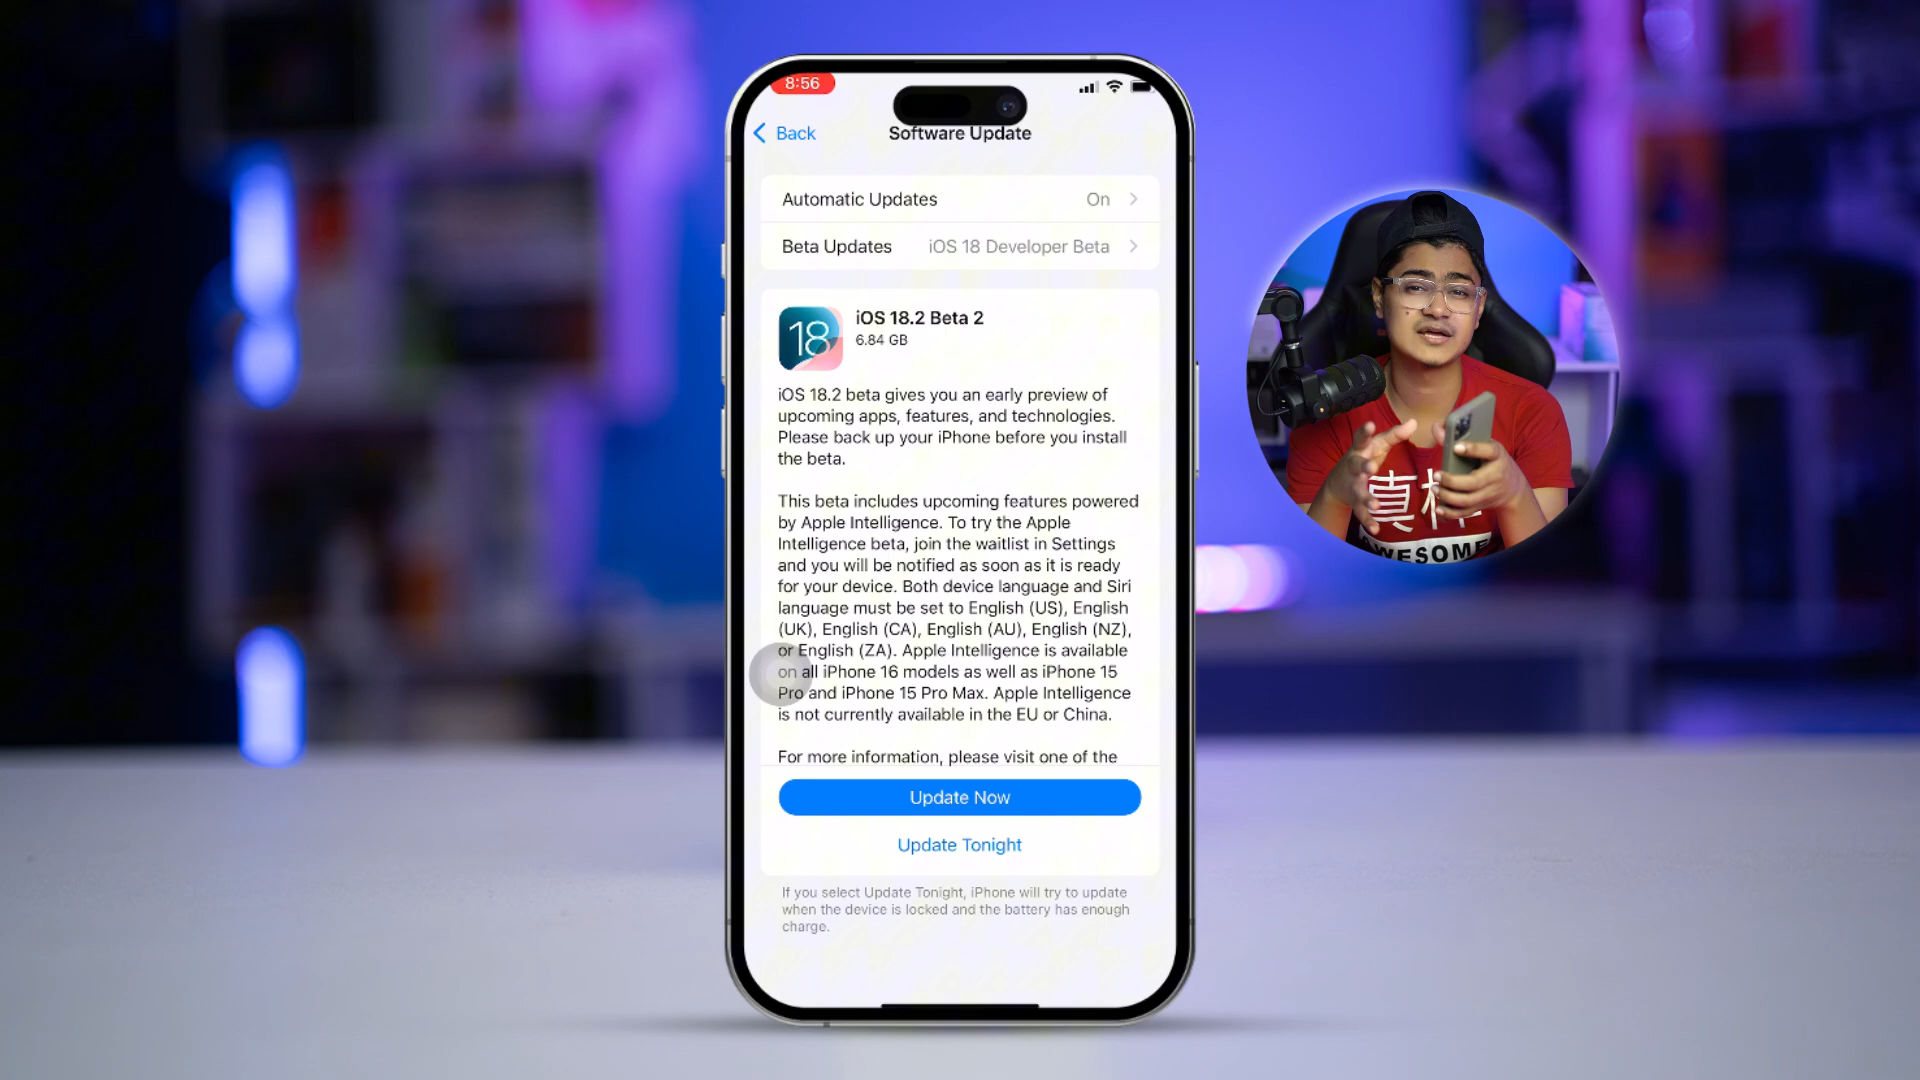 8:56
Back
Software Update
Automatic Updates On
Beta Updates iOS 18 Developer Beta
18
iOS 18.2 Beta 2
6.84 GB
iOS 18.2 beta gives you an early preview of
upcoming apps, features, and technologies.
Please back up your iPhone before you install
the beta.
This beta includes upcoming features powered
by Apple Intelligence. To try the Apple
Intelligence beta, join the waitlist in Settings
and you will be notified as soon as it is ready
for your device. Both device language and Siri
language must be set to English (US), English
(UK), English (CA), English (AU), English (NZ),
or English (ZA). Apple Intelligence is available
on all iPhone 16 models as well as iPhone 15
Pro and iPhone 15 Pro Max. Apple Intelligence
is not currently available in the EU or China.
For more information, please visit one of the
Update Now
Update Tonight
If you select Update Tonight, iPhone will try to update
when the device is locked and the battery has enough
charge.
真
AWESOME